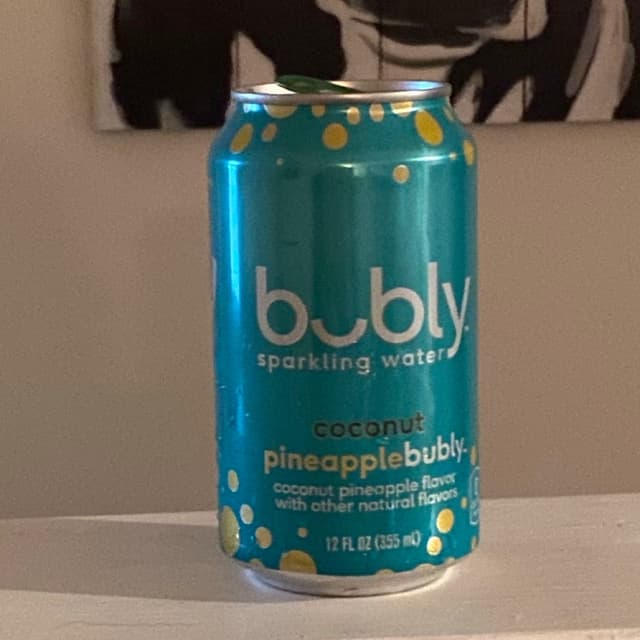 bubly
sparkling water
coconut
pineapplebubly
coconut pineapple flavor
with other natural flavors
12 FL OZ (355 mL)